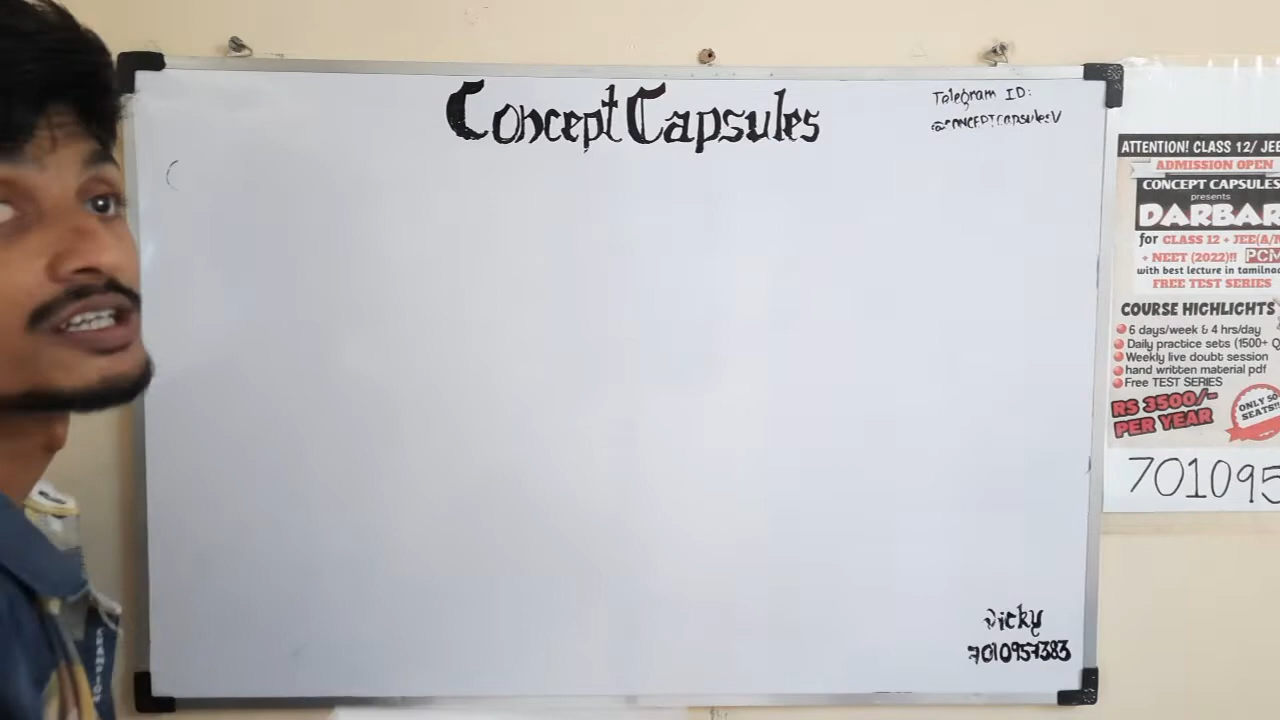 Concept Capsules
Telegram ID:
@CONCEPTCapsulesV
(
Vicky
7010957383
ATTENTION! CLASS 12/ JEE
ADMISSION OPEN
CONCEPT CAPSULES
presents
DARBAR
for CLASS 12 + JEE(A/M
+ NEET (2022)!! PCM
with best lecture in tamilnad
FREE TEST SERIES
COURSE HIGHLIGHTS
6 days/week & 4 hrs/day
Daily practice sets (1500+ Q
Weekly live doubt session
hand written material pdf
Free TEST SERIES
RS 3500/-
PER YEAR
ONLY 50
SEATS!!
701095
CHAMPION